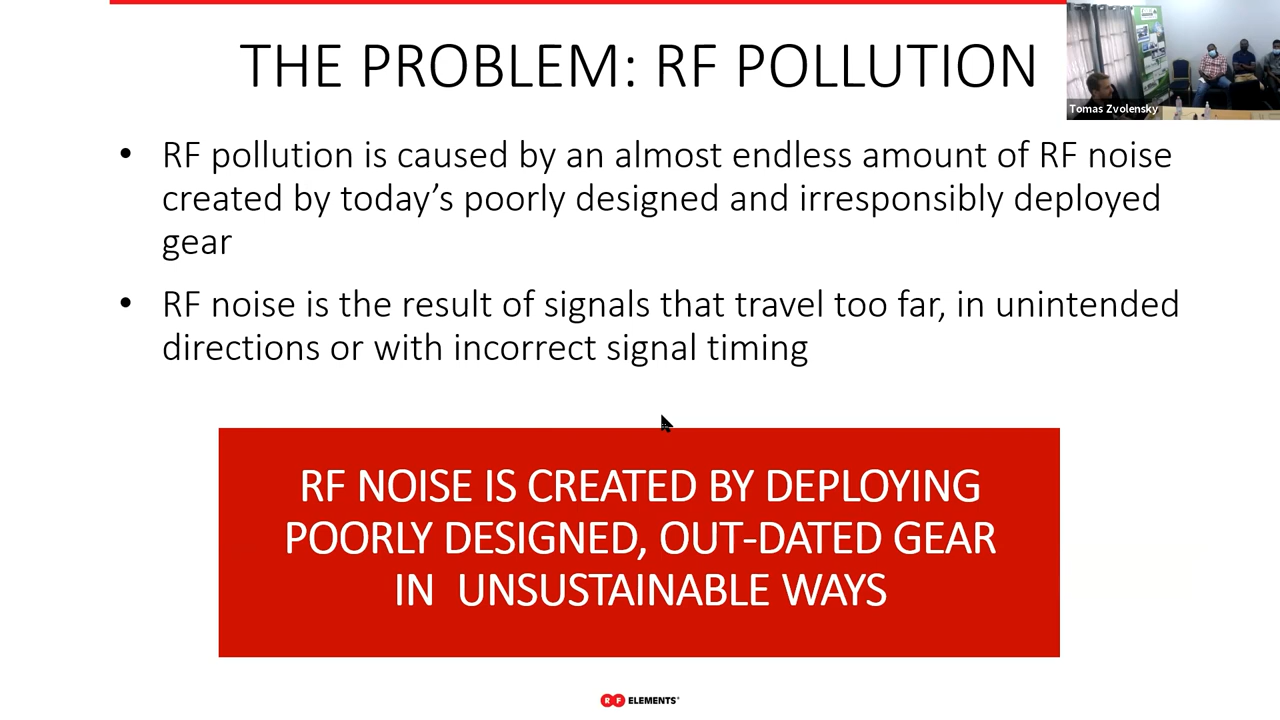 THE PROBLEM: RF POLLUTION
Tomas Zvolensky
• RF pollution is caused by an almost endless amount of RF noise
created by today’s poorly designed and irresponsibly deployed
gear
• RF noise is the result of signals that travel too far, in unintended
directions or with incorrect signal timing
RF NOISE IS CREATED BY DEPLOYING
POORLY DESIGNED, OUT-DATED GEAR
IN UNSUSTAINABLE WAYS
RF ELEMENTS